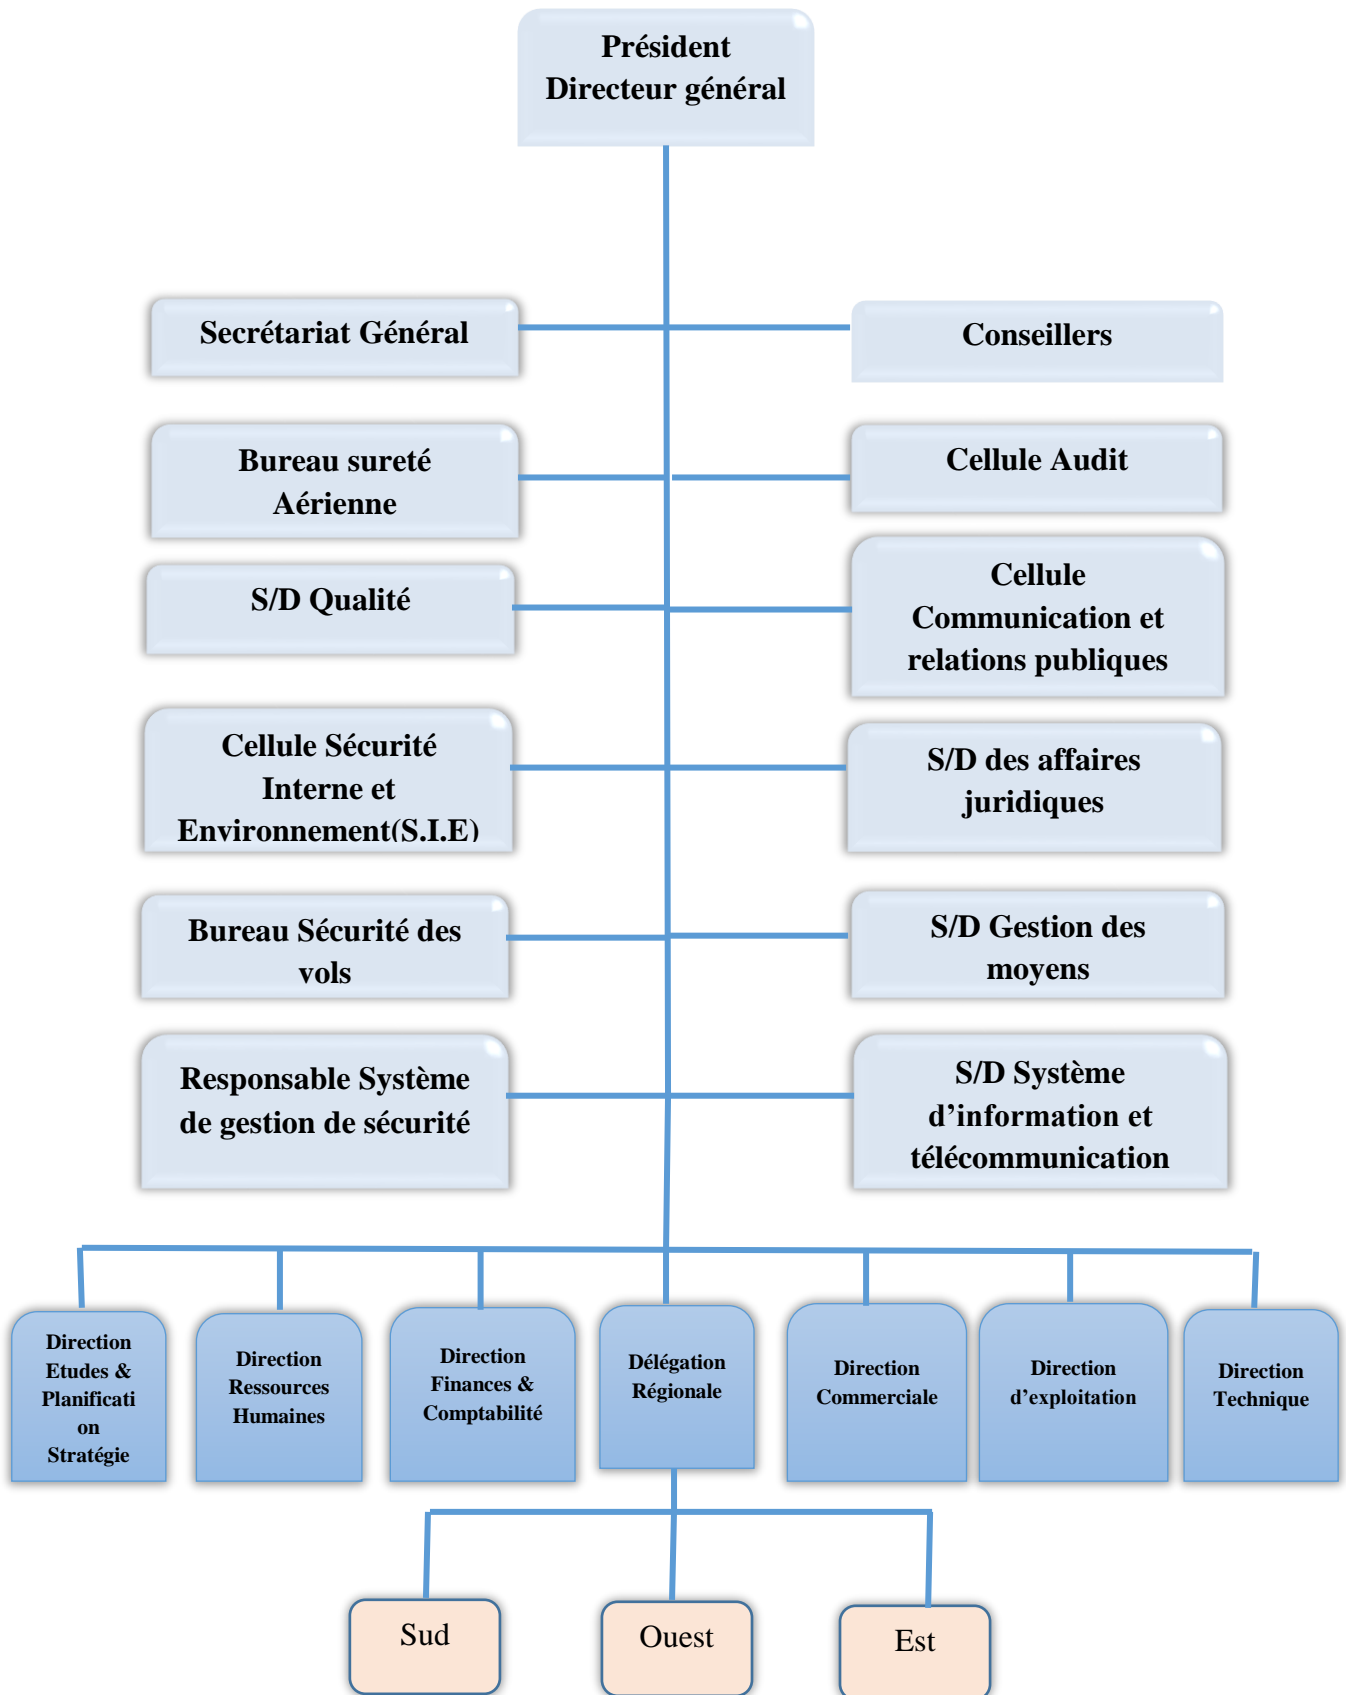 Président
Directeur général
Secrétariat Général
Conseillers
Bureau sureté
Aérienne
Cellule Audit
S/D Qualité
Cellule
Communication et
relations publiques
Cellule Sécurité
Interne et
Environnement(S.I.E)
S/D des affaires
juridiques
Bureau Sécurité des
vols
S/D Gestion des
moyens
Responsable Système
de gestion de sécurité
S/D Système
d’information et
télécommunication
Direction
Etudes &
Planificati
on
Stratégie
Direction
Ressources
Humaines
Direction
Finances &
Comptabilité
Délégation
Régionale
Direction
Commerciale
Direction
d’exploitation
Direction
Technique
Sud
Ouest
Est